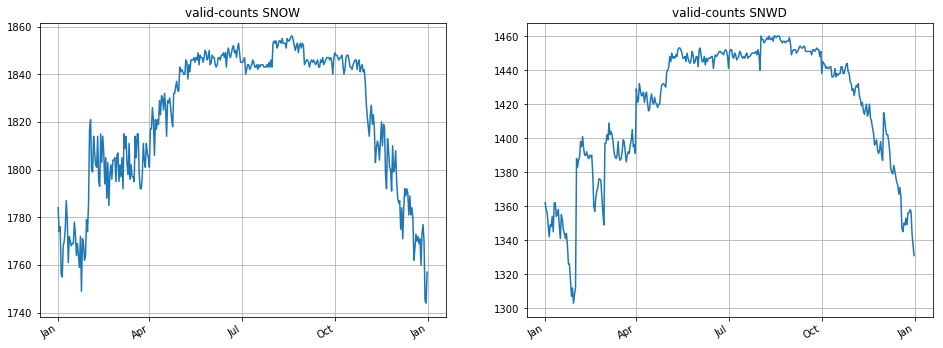 valid-counts SNOW
1860
1840
1820
1800
1780
1760
1740
Jan
Apr
Jul
Oct
Jan
valid-counts SNWD
1460
1440
1420
1400
1380
1360
1340
1320
1300
Jan
Apr
Jul
Oct
Jan